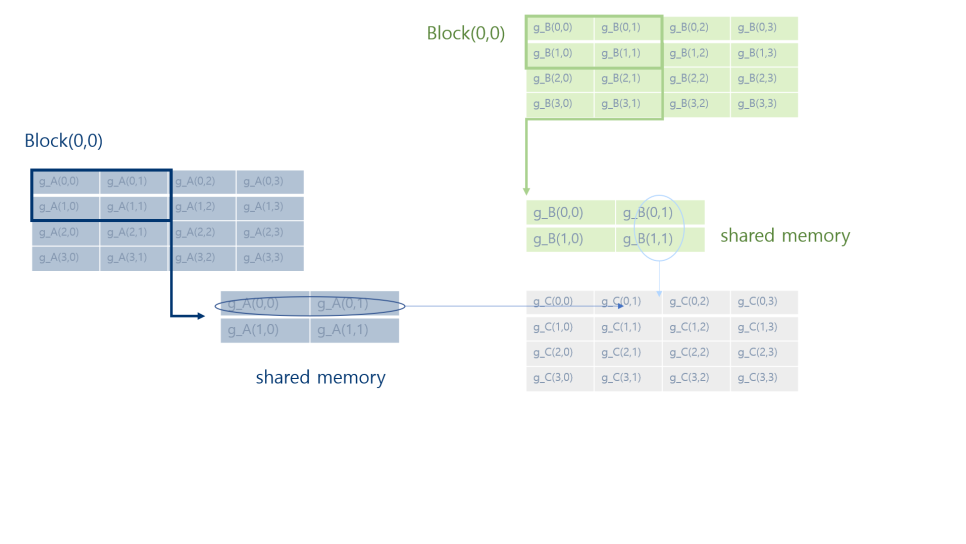 Block(0,0)
g_B(0,0) g_B(0,1) g_B(0,2) g_B(0,3)
g_B(1,0) g_B(1,1) g_B(1,2) g_B(1,3)
g_B(2,0) g_B(2,1) g_B(2,2) g_B(2,3)
g_B(3,0) g_B(3,1) g_B(3,2) g_B(3,3)
Block(0,0)
g_A(0,0) g_A(0,1) g_A(0,2) g_A(0,3)
g_A(1,0) g_A(1,1) g_A(1,2) g_A(1,3)
g_A(2,0) g_A(2,1) g_A(2,2) g_A(2,3)
g_A(3,0) g_A(3,1) g_A(3,2) g_A(3,3)
g_B(0,0) g_B(0,1)
g_B(1,0) g_B(1,1)
shared memory
g_A(0,0) g_A(0,1)
g_A(1,0) g_A(1,1)
shared memory
g_C(0,0) g_C(0,1) g_C(0,2) g_C(0,3)
g_C(1,0) g_C(1,1) g_C(1,2) g_C(1,3)
g_C(2,0) g_C(2,1) g_C(2,2) g_C(2,3)
g_C(3,0) g_C(3,1) g_C(3,2) g_C(3,3)